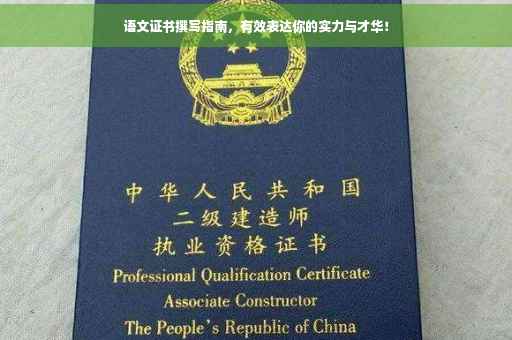 语文证书撰写指南，有效表达你的实力与才华！
中华人民共和国
二级建造师
执业资格证书
Professional Qualification Certificate
Associate Constructor
The People's Republic of China